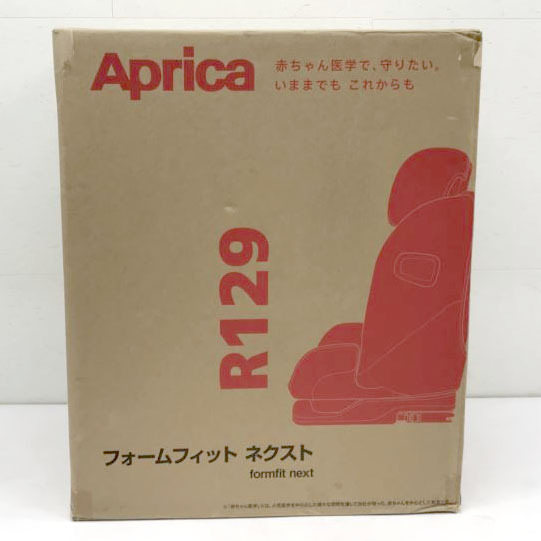 Aprica
赤ちゃん医学で、守りたい。
いままでも これからも
R129
フォームフィット ネクスト
formfit next